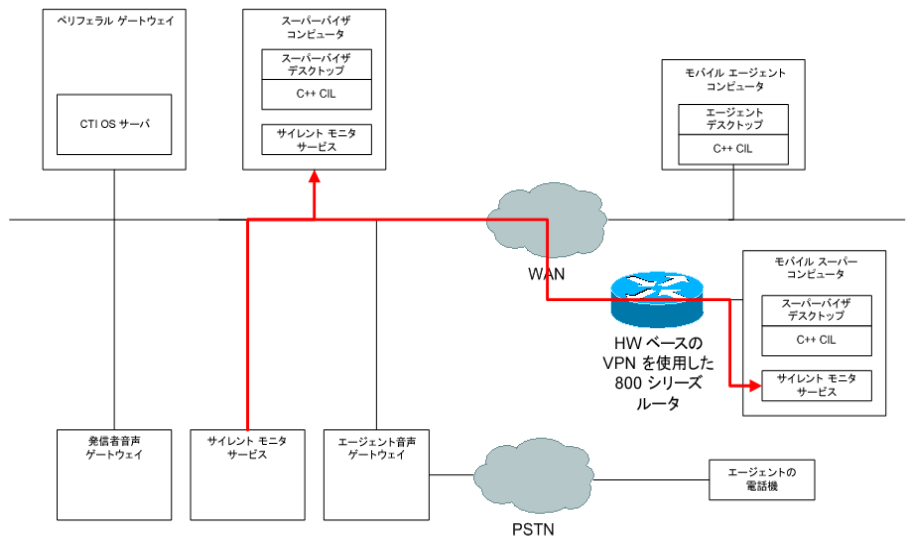 ペリフェラル ゲートウェイ
CTI OS サーバ
スーパーバイザ
コンピュータ
スーパーバイザ
デスクトップ
C++ CIL
サイレント モニタ
サービス
モバイル エージェント
コンピュータ
エージェント
デスクトップ
C++ CIL
WAN
モバイル スーパー
コンピュータ
スーパーバイザ
デスクトップ
C++ CIL
サイレント モニタ
サービス
HW ベースの
VPN を使用した
800 シリーズ
ルータ
発信者音声
ゲートウェイ
サイレント モニタ
サービス
エージェント音声
ゲートウェイ
PSTN
エージェントの
電話機